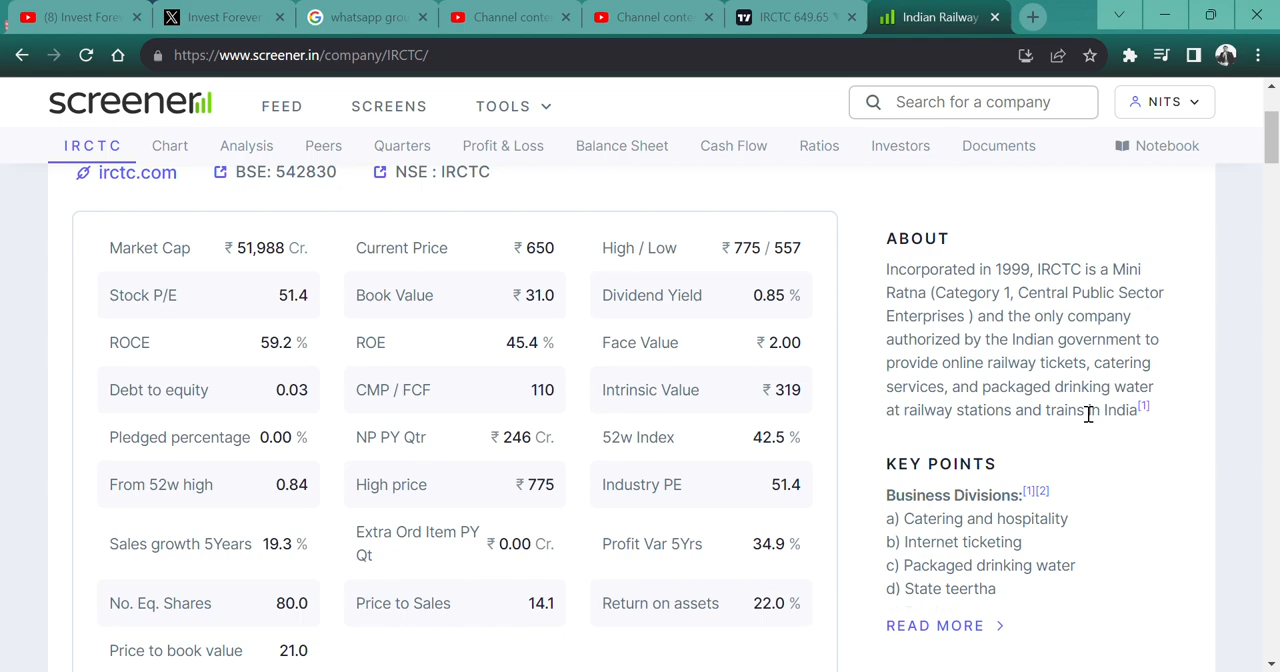 (8) Invest Fore
Invest Forever
whatsapp grou
Channel conte
Channel conte
IRCTC 649.65
Indian Railway
https://www.screener.in/company/IRCTC/
screener
FEED
SCREENS
TOOLS
Search for a company
NITS
IRCTC
Chart
Analysis
Peers
Quarters
Profit & Loss
Balance Sheet
Cash Flow
Ratios
Investors
Documents
Notebook
irctc.com
BSE: 542830
NSE : IRCTC
Market Cap ₹ 51,988 Cr.
Current Price ₹ 650
High / Low ₹ 775 / 557
Stock P/E 51.4
Book Value ₹ 31.0
Dividend Yield 0.85 %
ROCE 59.2 %
ROE 45.4 %
Face Value ₹ 2.00
Debt to equity 0.03
CMP / FCF 110
Intrinsic Value ₹ 319
Pledged percentage 0.00 %
NP PY Qtr ₹ 246 Cr.
52w Index 42.5 %
From 52w high 0.84
High price ₹ 775
Industry PE 51.4
Sales growth 5Years 19.3 %
Extra Ord Item PY
Qt ₹ 0.00 Cr.
Profit Var 5Yrs 34.9 %
No. Eq. Shares 80.0
Price to Sales 14.1
Return on assets 22.0 %
Price to book value 21.0
ABOUT
Incorporated in 1999, IRCTC is a Mini
Ratna (Category 1, Central Public Sector
Enterprises ) and the only company
authorized by the Indian government to
provide online railway tickets, catering
services, and packaged drinking water
at railway stations and trains in India[1]
KEY POINTS
Business Divisions:[1][2]
a) Catering and hospitality
b) Internet ticketing
c) Packaged drinking water
d) State teertha
READ MORE